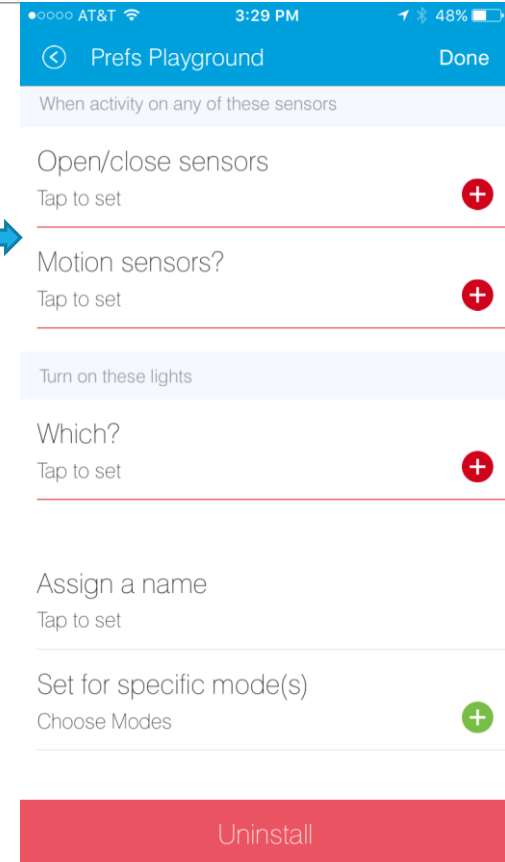 AT&T 3:29 PM 48%
Prefs Playground Done
When activity on any of these sensors
Open/close sensors
Tap to set
Motion sensors?
Tap to set
Turn on these lights
Which?
Tap to set
Assign a name
Tap to set
Set for specific mode(s)
Choose Modes
Uninstall